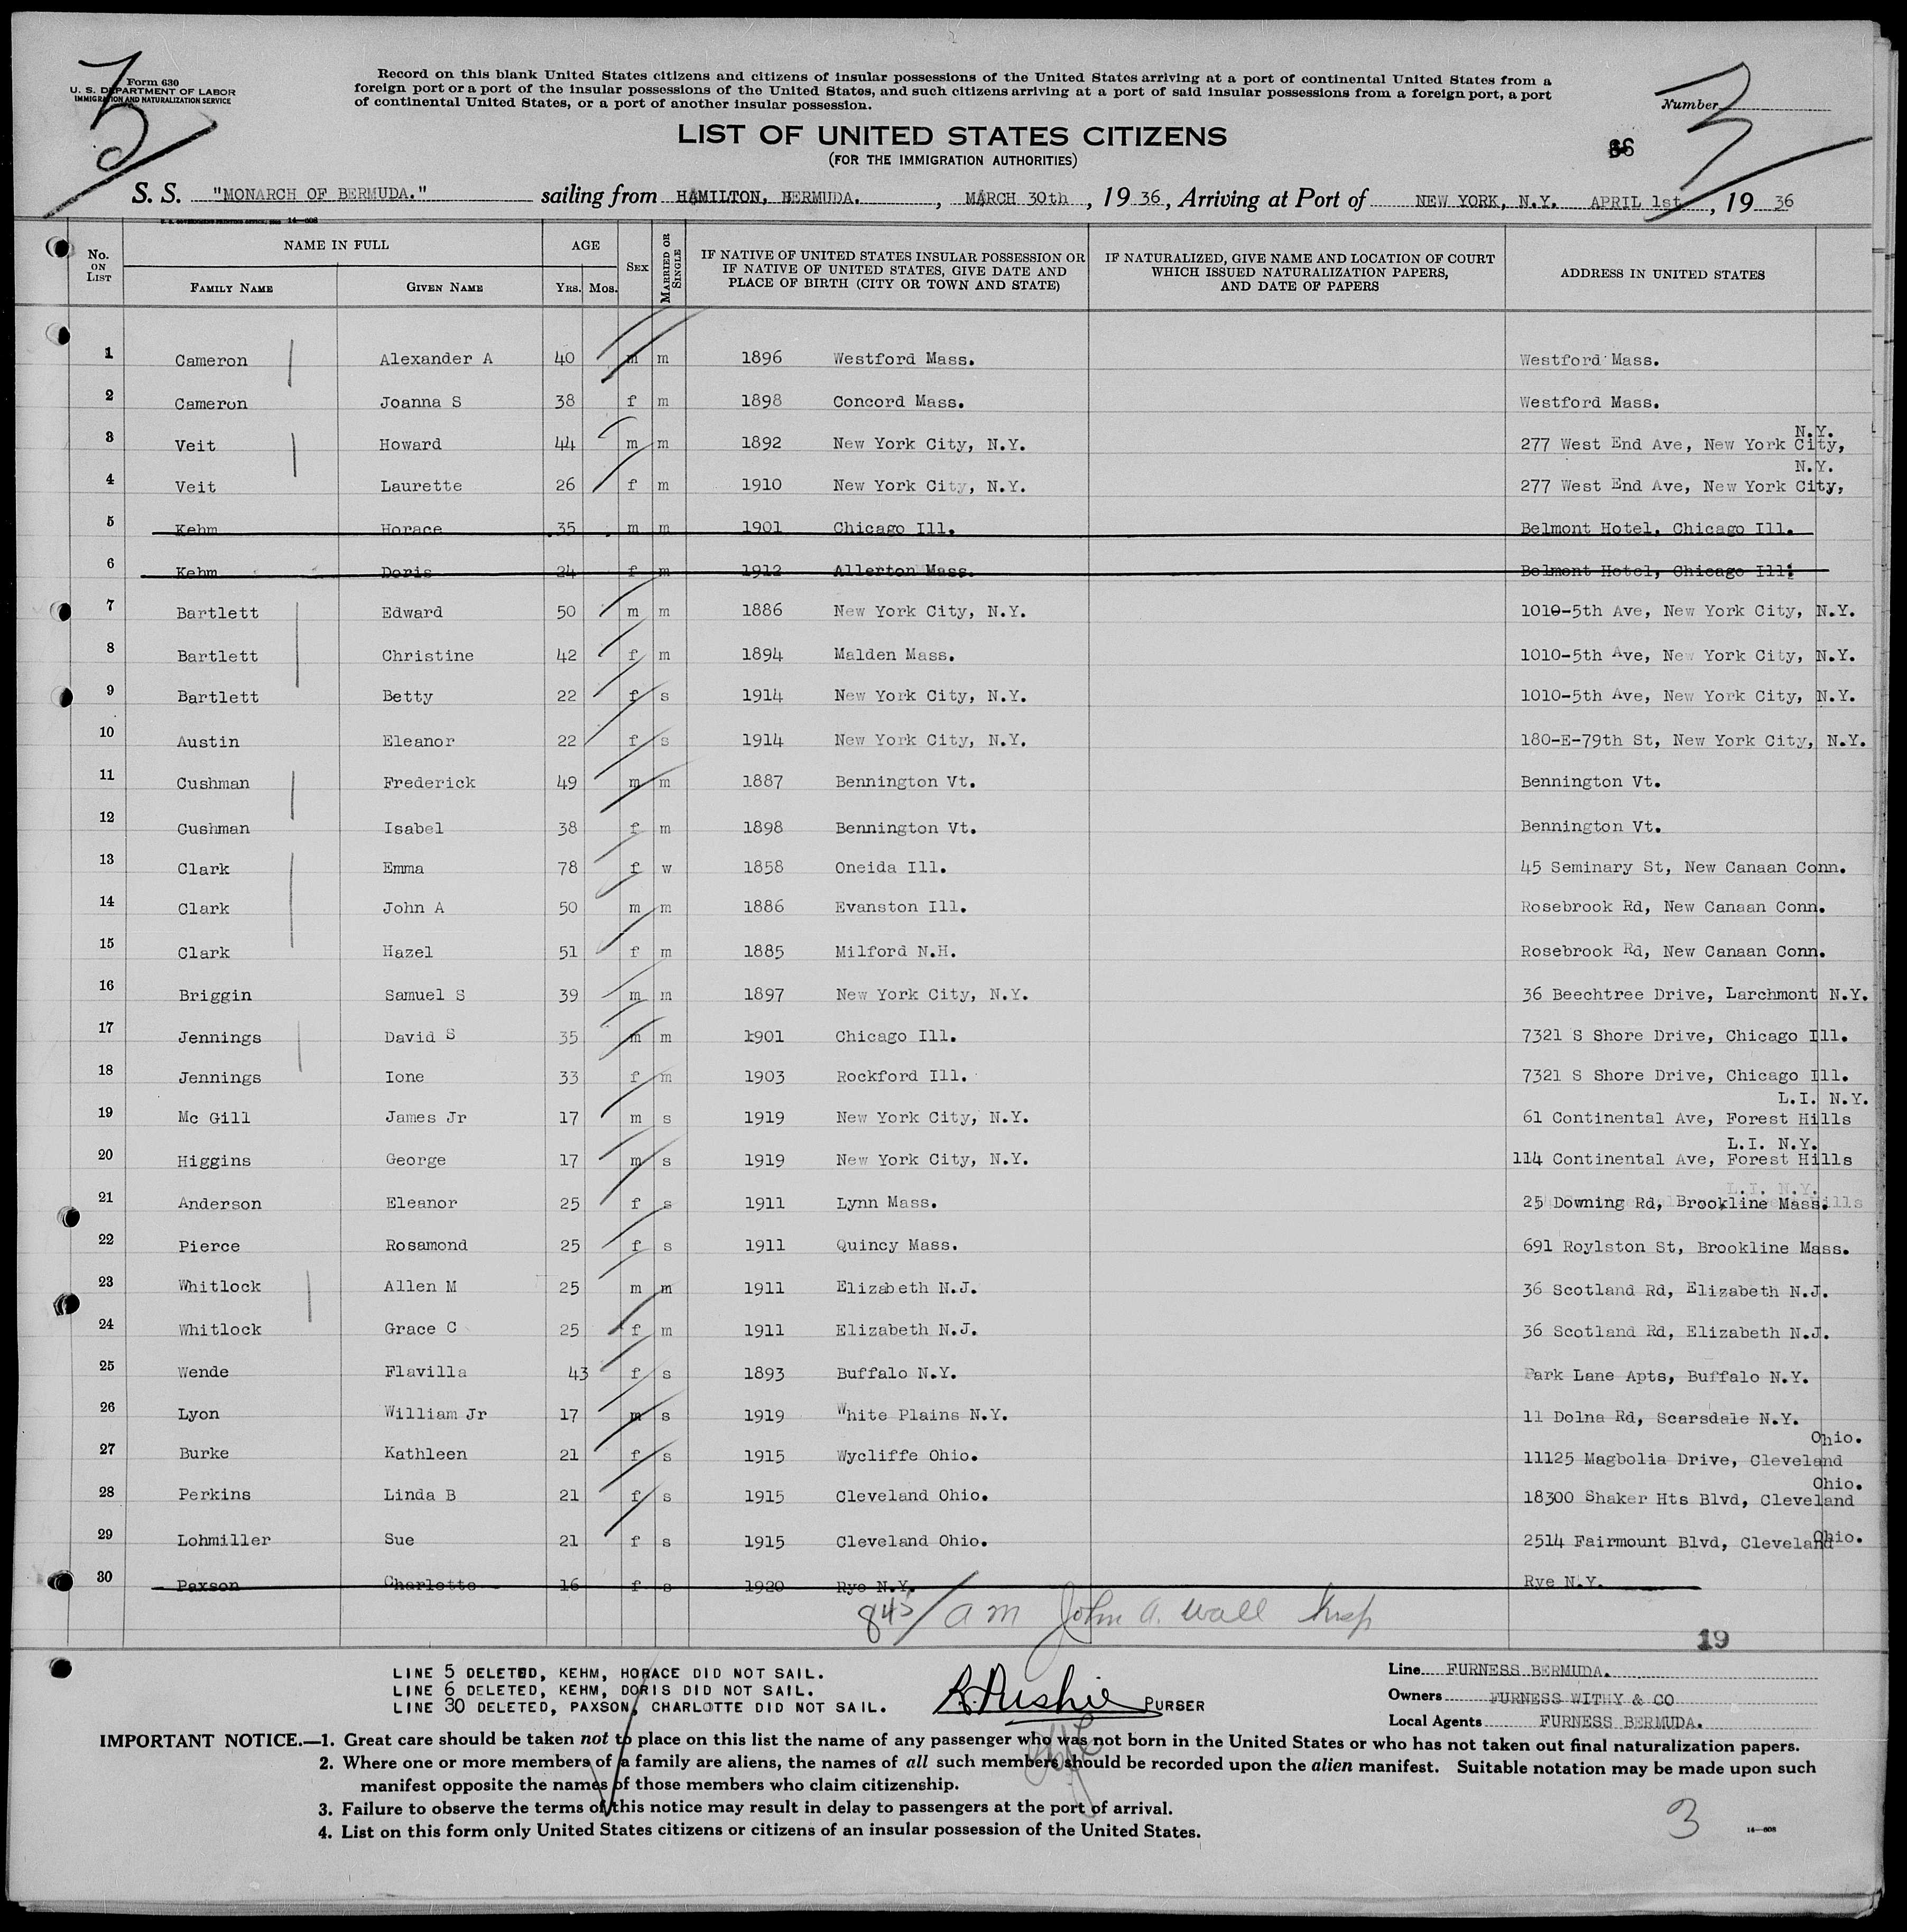 3
Form 630
U. S. DEPARTMENT OF LABOR
IMMIGRATION AND NATURALIZATION SERVICE
Record on this blank United States citizens and citizens of insular possessions of the United States arriving at a port of continental United States from a
foreign port or a port of the insular possessions of the United States, and such citizens arriving at a port of said insular possessions from a foreign port, a port
of continental United States, or a port of another insular possession.
Number 3
LIST OF UNITED STATES CITIZENS
(FOR THE IMMIGRATION AUTHORITIES)
S. S. "MONARCH OF BERMUDA." sailing from HAMILTON, BERMUDA. , MARCH 30th , 19 36, Arriving at Port of NEW YORK, N.Y. APRIL 1st , 19 36
U. S. GOVERNMENT PRINTING OFFICE 14—608
No. ON LIST NAME IN FULL FAMILY NAME GIVEN NAME AGE YRS. MOS. SEX MARRIED OR SINGLE IF NATIVE OF UNITED STATES INSULAR POSSESSION OR IF NATIVE OF UNITED STATES, GIVE DATE AND PLACE OF BIRTH (CITY OR TOWN AND STATE) IF NATURALIZED, GIVE NAME AND LOCATION OF COURT WHICH ISSUED NATURALIZATION PAPERS, AND DATE OF PAPERS ADDRESS IN UNITED STATES
1 Cameron Alexander A 40 m m 1896 Westford Mass. Westford Mass.
2 Cameron Joanna S 38 f m 1898 Concord Mass. Westford Mass.
3 Veit Howard 44 m m 1892 New York City, N.Y. 277 West End Ave, New York City, N.Y.
4 Veit Laurette 26 f m 1910 New York City, N.Y. 277 West End Ave, New York City, N.Y.
5 Kehm Horace 35 m m 1901 Chicago Ill. Belmont Hotel, Chicago Ill.
6 Kehm Doris 24 f m 1912 Allerton Mass. Belmont Hotel, Chicago Ill.
7 Bartlett Edward 50 m m 1886 New York City, N.Y. 1010-5th Ave, New York City, N.Y.
8 Bartlett Christine 42 f m 1894 Malden Mass. 1010-5th Ave, New York City, N.Y.
9 Bartlett Betty 22 f s 1914 New York City, N.Y. 1010-5th Ave, New York City, N.Y.
10 Austin Eleanor 22 f s 1914 New York City, N.Y. 180-E-79th St, New York City, N.Y.
11 Cushman Frederick 49 m m 1887 Bennington Vt. Bennington Vt.
12 Cushman Isabel 38 f m 1898 Bennington Vt. Bennington Vt.
13 Clark Emma 78 f w 1858 Oneida Ill. 45 Seminary St, New Canaan Conn.
14 Clark John A 50 m m 1886 Evanston Ill. Rosebrook Rd, New Canaan Conn.
15 Clark Hazel 51 f m 1885 Milford N.H. Rosebrook Rd, New Canaan Conn.
16 Briggin Samuel S 39 m m 1897 New York City, N.Y. 36 Beechtree Drive, Larchmont N.Y.
17 Jennings David S 35 m m 1901 Chicago Ill. 7321 S Shore Drive, Chicago Ill.
18 Jennings Ione 33 f m 1903 Rockford Ill. 7321 S Shore Drive, Chicago Ill.
19 Mc Gill James Jr 17 m s 1919 New York City, N.Y. 61 Continental Ave, Forest Hills L.I. N.Y.
20 Higgins George 17 m s 1919 New York City, N.Y. 114 Continental Ave, Forest Hills L.I. N.Y.
21 Anderson Eleanor 25 f s 1911 Lynn Mass. 25 Downing Rd, Brookline Mass.
22 Pierce Rosamond 25 f s 1911 Quincy Mass. 691 Roylston St, Brookline Mass.
23 Whitlock Allen M 25 m m 1911 Elizabeth N.J. 36 Scotland Rd, Elizabeth N.J.
24 Whitlock Grace C 25 f m 1911 Elizabeth N.J. 36 Scotland Rd, Elizabeth N.J.
25 Wende Flavilla 43 f s 1893 Buffalo N.Y. Park Lane Apts, Buffalo N.Y.
26 Lyon William Jr 17 m s 1919 White Plains N.Y. 11 Dolna Rd, Scarsdale N.Y.
27 Burke Kathleen 21 f s 1915 Wycliffe Ohio. 11125 Magbolia Drive, Cleveland Ohio.
28 Perkins Linda B 21 f s 1915 Cleveland Ohio. 18300 Shaker Hts Blvd, Cleveland Ohio.
29 Lohmiller Sue 21 f s 1915 Cleveland Ohio. 2514 Fairmount Blvd, Cleveland Ohio.
30 Paxson Charlotte 16 f s 1920 Rye N.Y. Rye N.Y.
845/am John A. Wall Insp
19
LINE 5 DELETED, KEHM, HORACE DID NOT SAIL.
LINE 6 DELETED, KEHM, DORIS DID NOT SAIL.
LINE 30 DELETED, PAXSON, CHARLOTTE DID NOT SAIL.
PURSER
Line FURNESS BERMUDA.
Owners FURNESS WITHY & CO
Local Agents FURNESS BERMUDA.
IMPORTANT NOTICE.—1. Great care should be taken not to place on this list the name of any passenger who was not born in the United States or who has not taken out final naturalization papers.
2. Where one or more members of a family are aliens, the names of all such members should be recorded upon the alien manifest. Suitable notation may be made upon such
manifest opposite the names of those members who claim citizenship.
3. Failure to observe the terms of this notice may result in delay to passengers at the port of arrival.
4. List on this form only United States citizens or citizens of an insular possession of the United States.
3
14—608